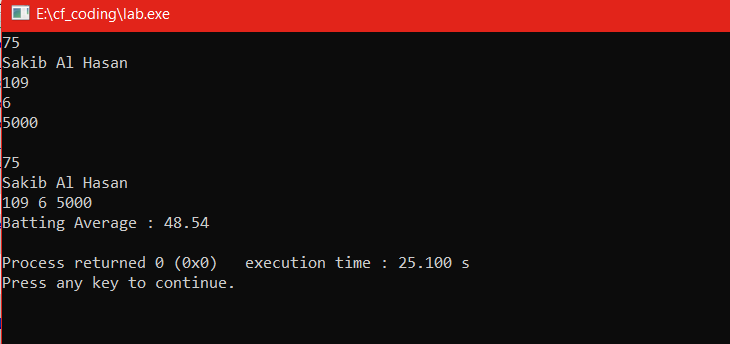 E:\cf_coding\lab.exe
75
Sakib Al Hasan
109
6
5000
75
Sakib Al Hasan
109 6 5000
Batting Average : 48.54
Process returned 0 (0x0)   execution time : 25.100 s
Press any key to continue.